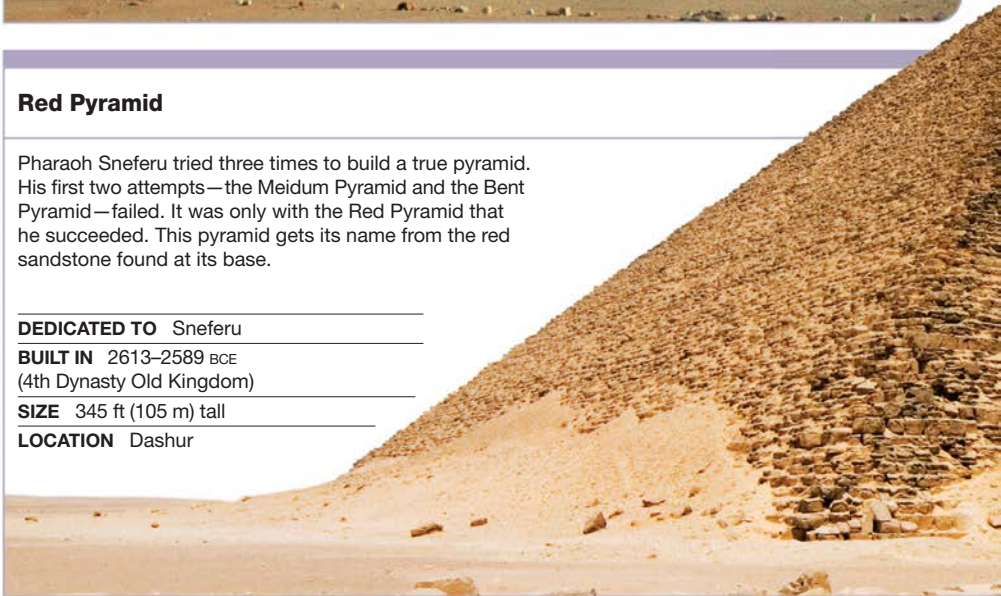 Red Pyramid
Pharaoh Sneferu tried three times to build a true pyramid.
His first two attempts—the Meidum Pyramid and the Bent
Pyramid—failed. It was only with the Red Pyramid that
he succeeded. This pyramid gets its name from the red
sandstone found at its base.
DEDICATED TO Sneferu
BUILT IN 2613–2589 BCE
(4th Dynasty Old Kingdom)
SIZE 345 ft (105 m) tall
LOCATION Dashur